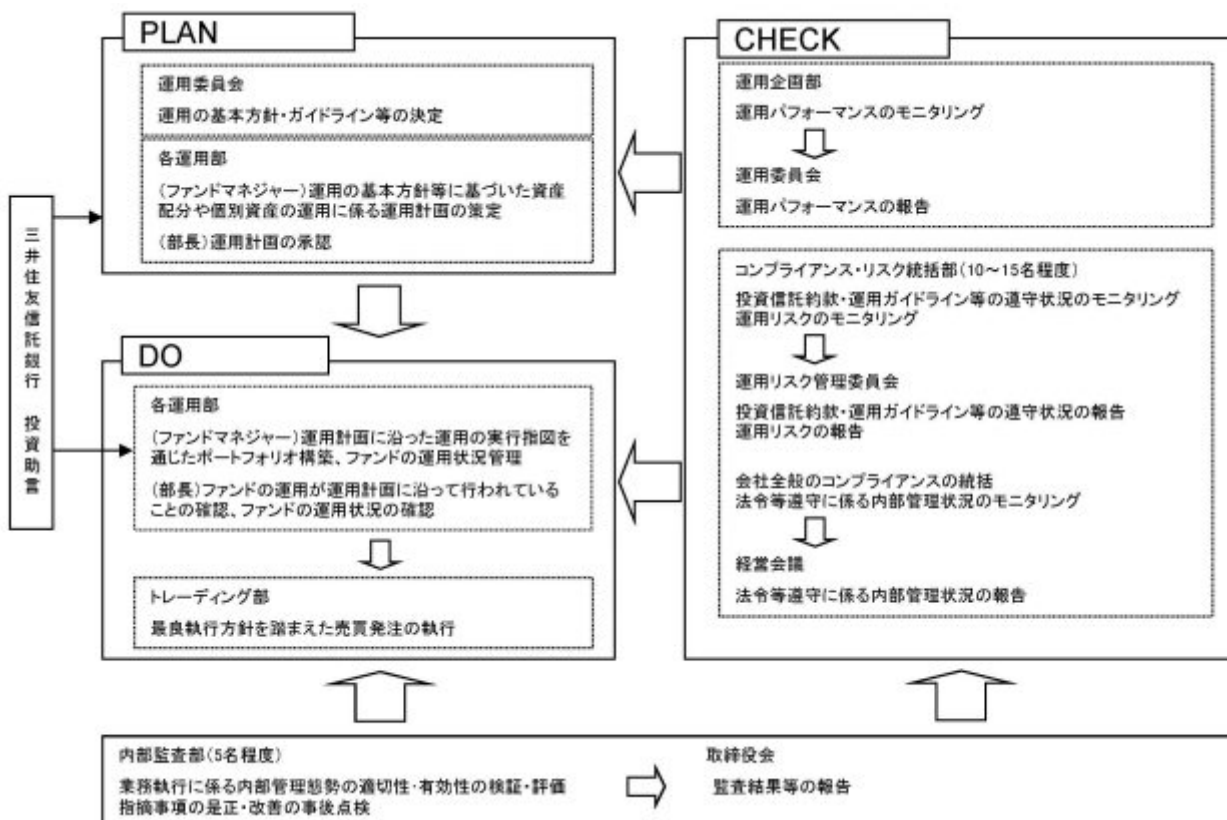 PLAN
運用委員会
運用の基本方針・ガイドライン等の決定
各運用部
(ファンドマネジャー)運用の基本方針等に基づいた資産
配分や個別資産の運用に係る運用計画の策定
(部長)運用計画の承認
三井住友信託銀行 投資助言
DO
各運用部
(ファンドマネジャー)運用計画に沿った運用の実行指図を
通じたポートフォリオ構築、ファンドの運用状況管理
(部長)ファンドの運用が運用計画に沿って行われている
ことの確認、ファンドの運用状況の確認
トレーディング部
最良執行方針を踏まえた売買発注の執行
CHECK
運用企画部
運用パフォーマンスのモニタリング
運用委員会
運用パフォーマンスの報告
コンプライアンス・リスク統括部(10~15名程度)
投資信託約款・運用ガイドライン等の遵守状況のモニタリング
運用リスクのモニタリング
運用リスク管理委員会
投資信託約款・運用ガイドライン等の遵守状況の報告
運用リスクの報告
会社全般のコンプライアンスの統括
法令等遵守に係る内部管理状況のモニタリング
経営会議
法令等遵守に係る内部管理状況の報告
内部監査部(5名程度)
業務執行に係る内部管理態勢の適切性・有効性の検証・評価
指摘事項の是正・改善の事後点検
取締役会
監査結果等の報告